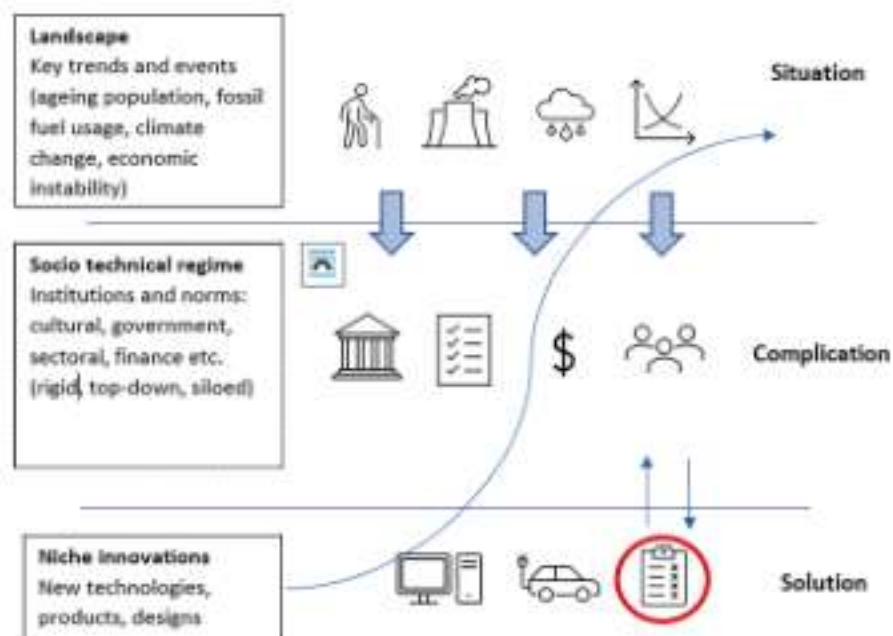 Landscape
Key trends and events
(ageing population, fossil
fuel usage, climate
change, economic
instability)
Situation
Socio technical regime
Institutions and norms:
cultural, government,
sectoral, finance etc.
(rigid, top-down, siloed)
$
Complication
Niche innovations
New technologies,
products, designs
Solution